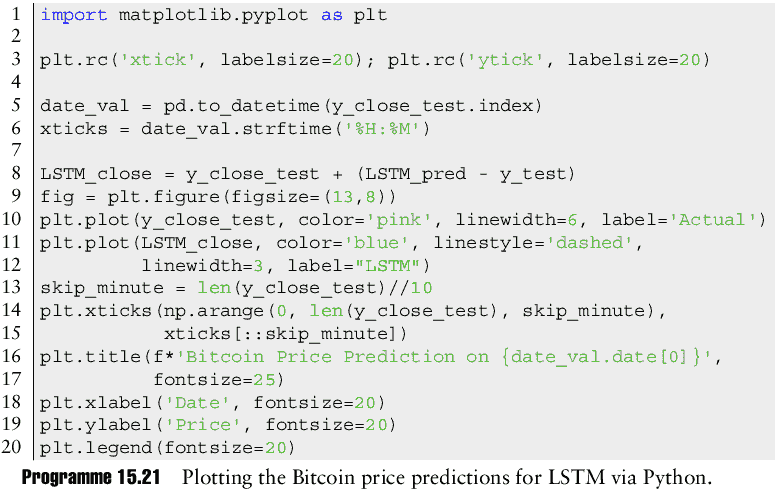 1 import matplotlib.pyplot as plt
2
3 plt.rc('xtick', labelsize=20); plt.rc('ytick', labelsize=20)
4
5 date_val = pd.to_datetime(y_close_test.index)
6 xticks = date_val.strftime('%H:%M')
7
8 LSTM_close = y_close_test + (LSTM_pred - y_test)
9 fig = plt.figure(figsize=(13,8))
10 plt.plot(y_close_test, color='pink', linewidth=6, label='Actual')
11 plt.plot(LSTM_close, color='blue', linestyle='dashed',
12          linewidth=3, label="LSTM")
13 skip_minute = len(y_close_test)//10
14 plt.xticks(np.arange(0, len(y_close_test), skip_minute),
15            xticks[::skip_minute])
16 plt.title(f*'Bitcoin Price Prediction on {date_val.date[0]}',
17           fontsize=25)
18 plt.xlabel('Date', fontsize=20)
19 plt.ylabel('Price', fontsize=20)
20 plt.legend(fontsize=20)
Programme 15.21 Plotting the Bitcoin price predictions for LSTM via Python.